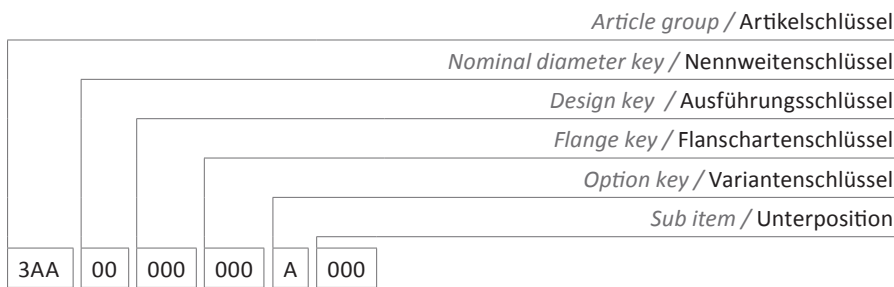 Article group / Artikelschlüssel
Nominal diameter key / Nennweitenschlüssel
Design key / Ausführungsschlüssel
Flange key / Flanschartenschlüssel
Option key / Variantenschlüssel
Sub item / Unterposition
3AA 00 000 000 A 000